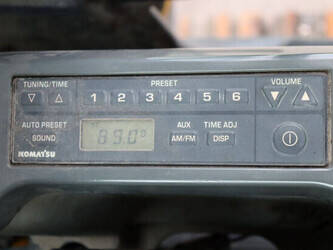 TUNING/TIME PRESET VOLUME
1 2 3 4 5 6
AUTO PRESET AUX TIME ADJ
SOUND 89.0 AM/FM DISP
KOMATSU